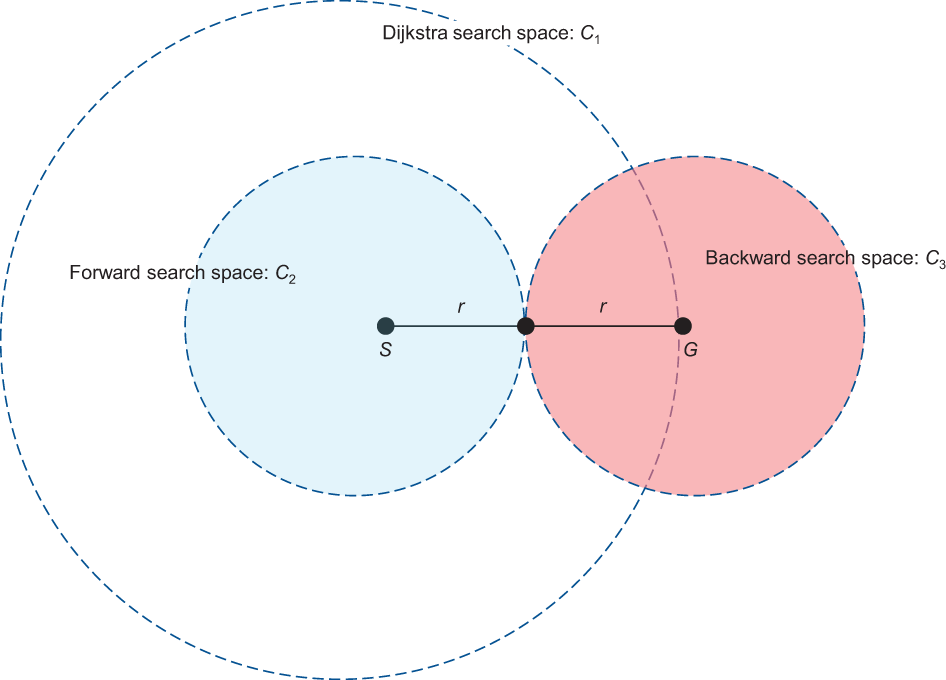 Dijkstra search space: C₁
Backward search space: C₃
Forward search space: C₂
r
r
S
G